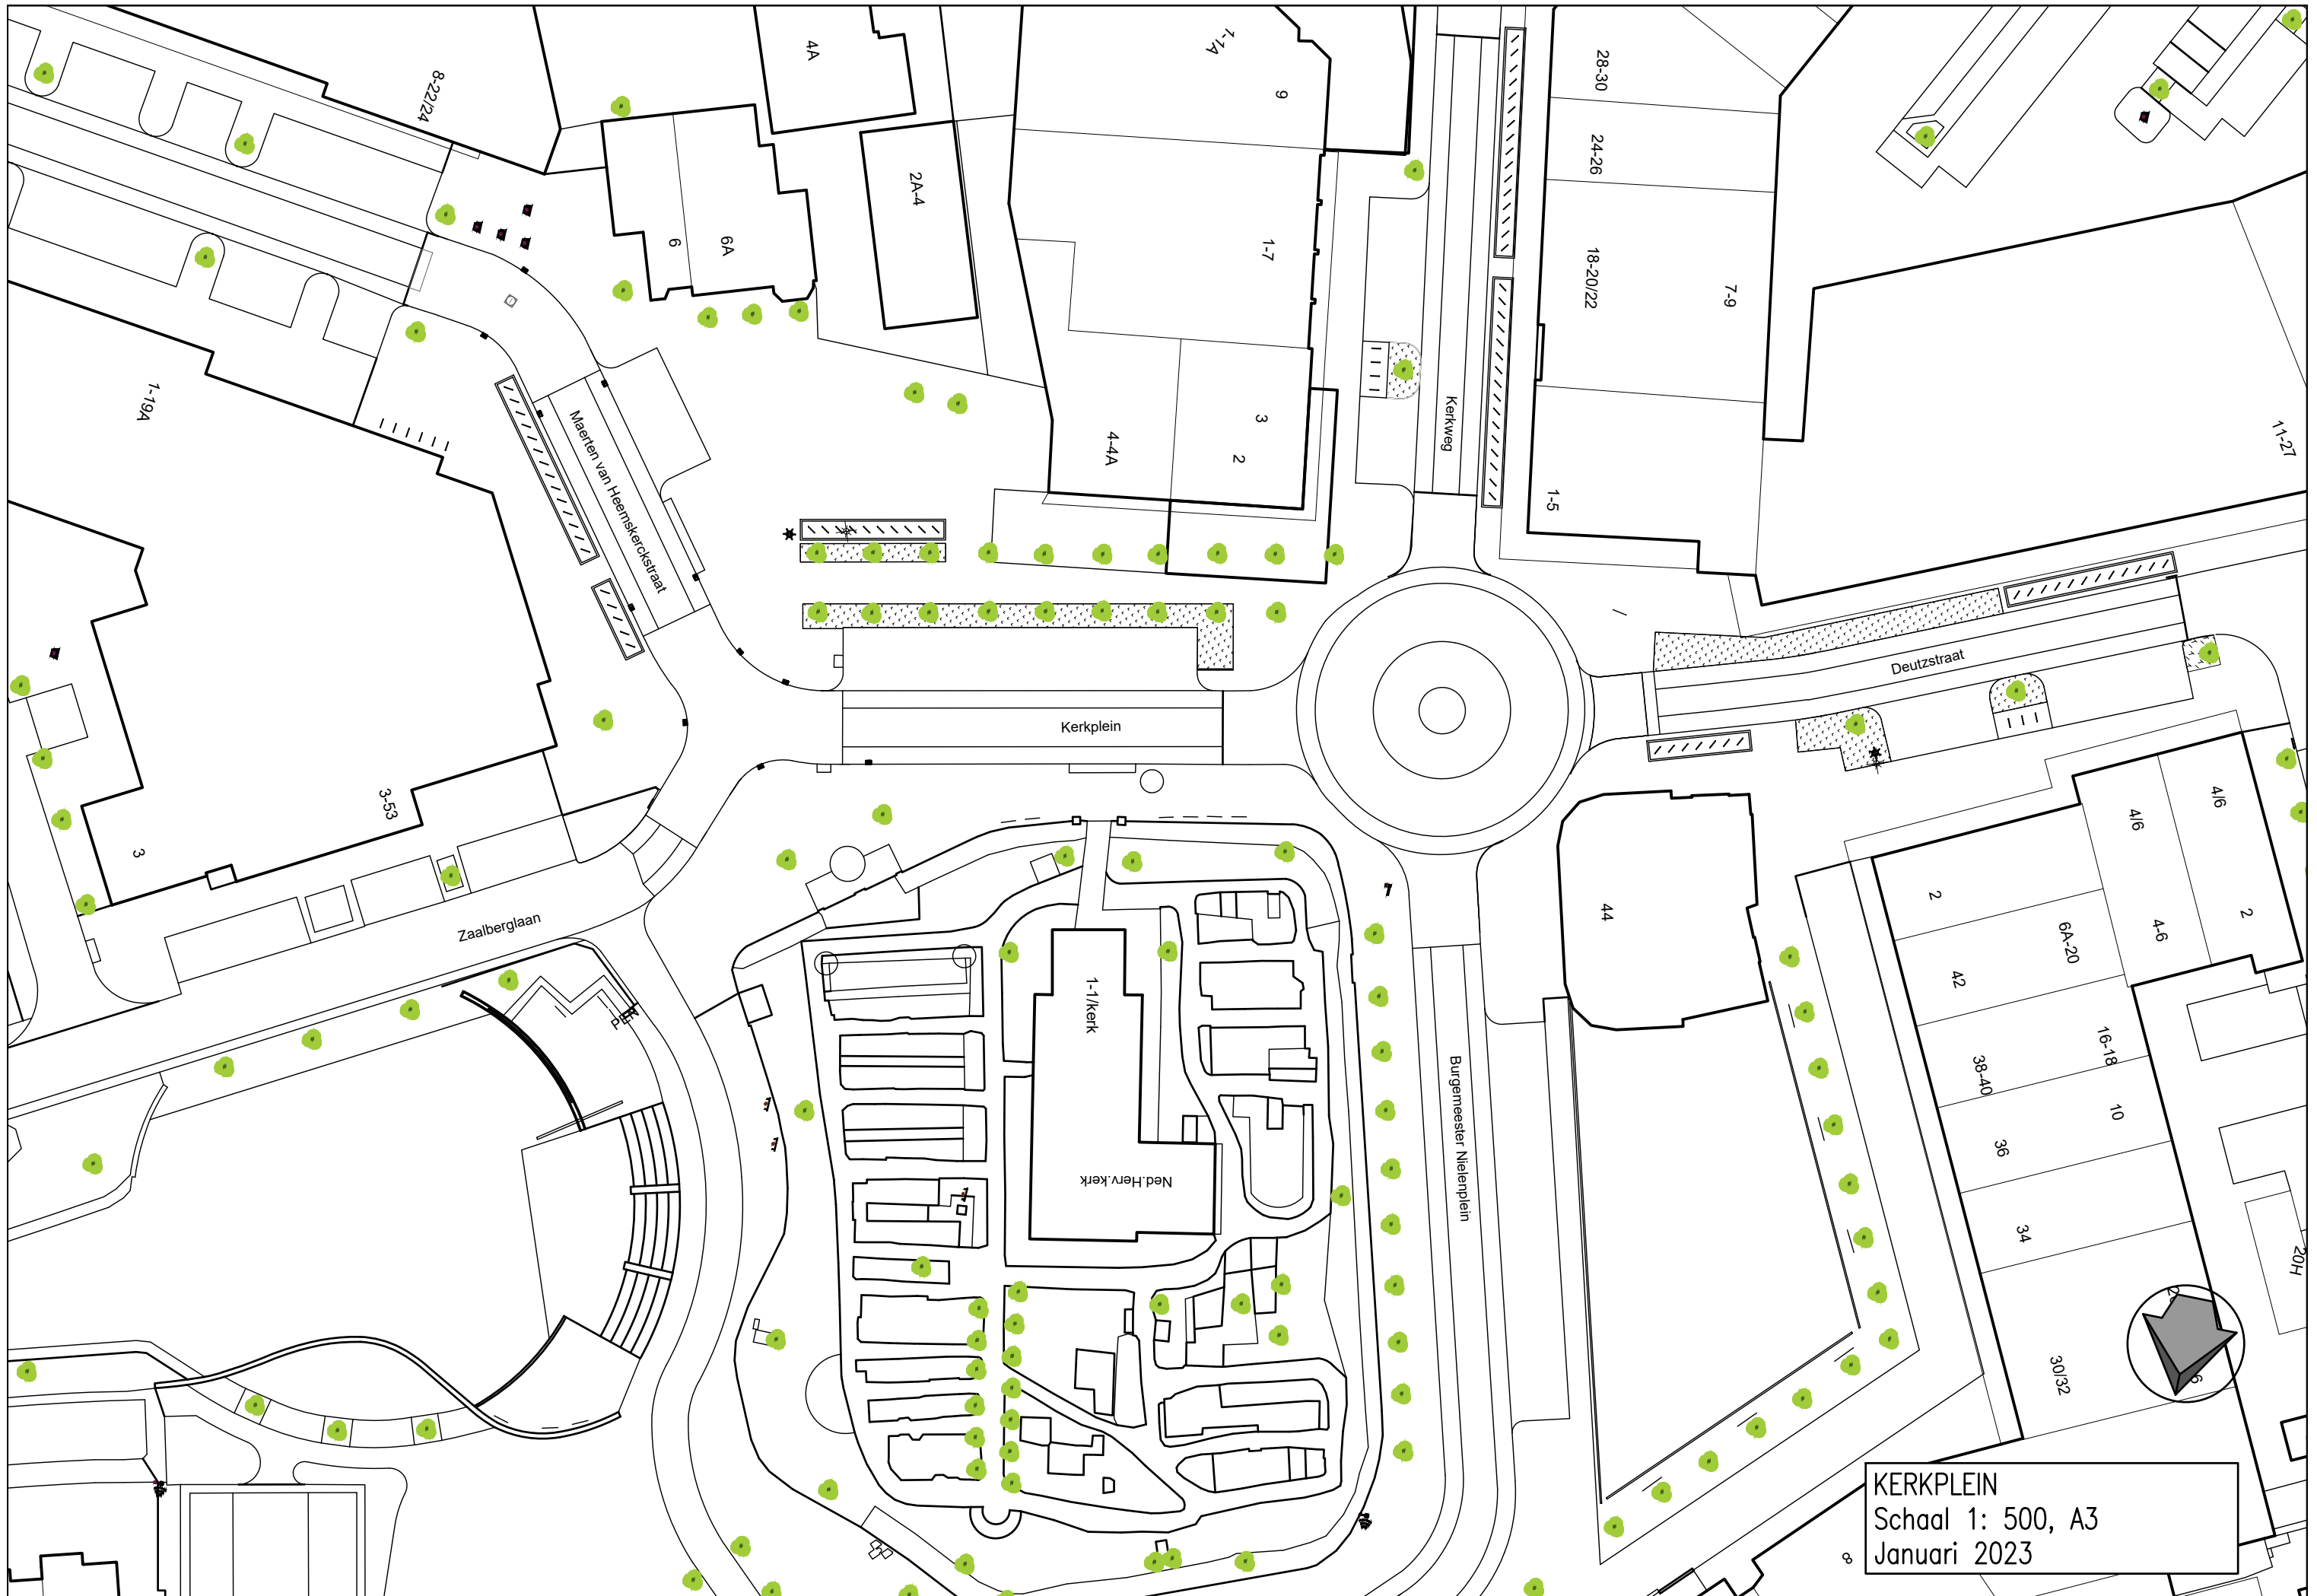 8-22/24
4A
1-1A
9
28-30
24-26
2A-4
6
6A
1-7
18-20/22
7-9
1-19A
Maerten van Heemskerckstraat
Kerkweg
3
2
4-4A
1-5
11-27
Deutzstraat
Kerkplein
3-53
3
4/6
4/6
Zaalberglaan
44
2
6A-20
4-6
2
42
1-1/kerk
16-18
38-40
Burgemeester Nielenplein
10
36
Ned.Herv.kerk
34
20H
30/32
8
KERKPLEIN
Schaal 1: 500, A3
Januari 2023